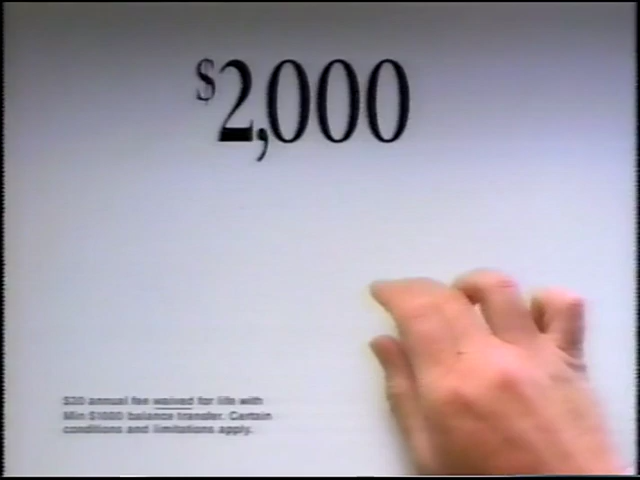 $2,000
$20 annual fee waived for life with
Min $1000 balance transfer. Certain
conditions and limitations apply.